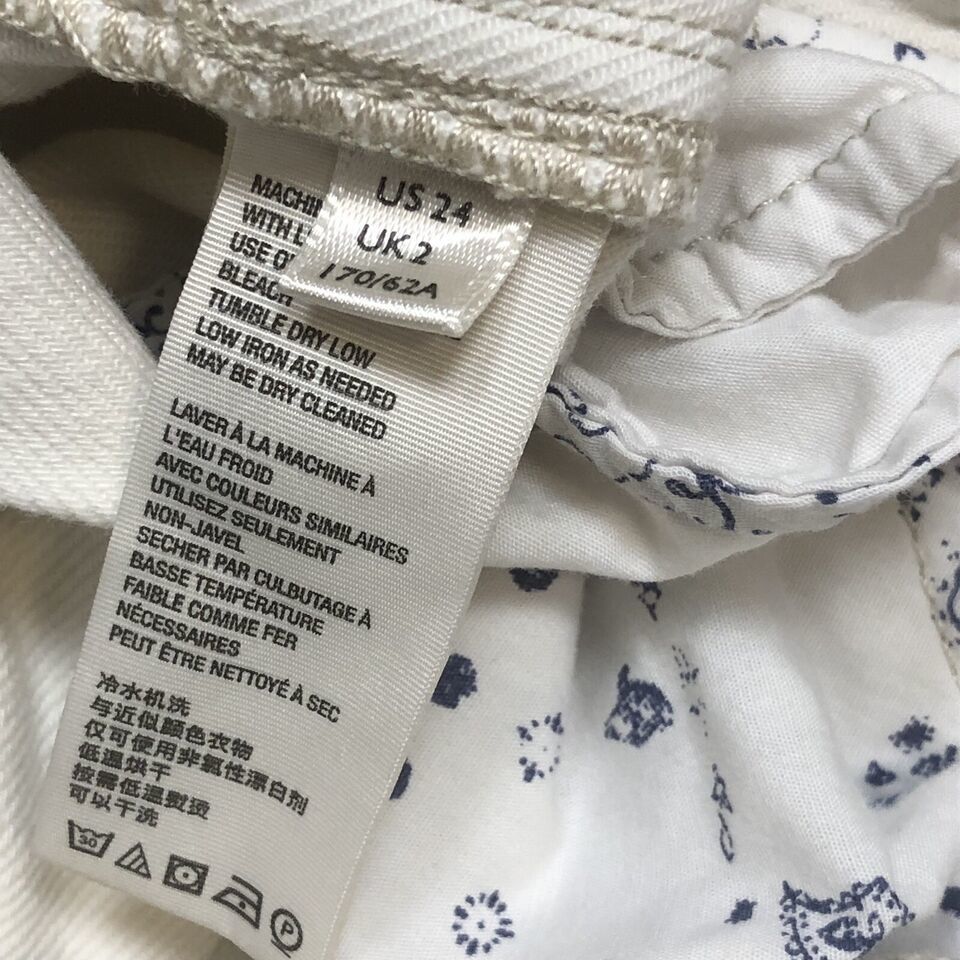 US 24
UK 2
170/62A
MACHI
WITH
USE
BLEACH
TUMBLE DRY LOW
LOW IRON AS NEEDED
MAY BE DRY CLEANED
LAVER À LA MACHINE À
L'EAU FROID
AVEC COULEURS SIMILAIRES
UTILISEZ SEULEMENT
NON-JAVEL
SECHER PAR CULBUTAGE À
BASSE TEMPÉRATURE
FAIBLE COMME FER
NÉCESSAIRES
PEUT ÊTRE NETTOYÉ À SEC
冷水机洗
与近似颜色衣物
仅可使用非氯性漂白剂
低温烘干
按需低温熨烫
可以干洗
30
P